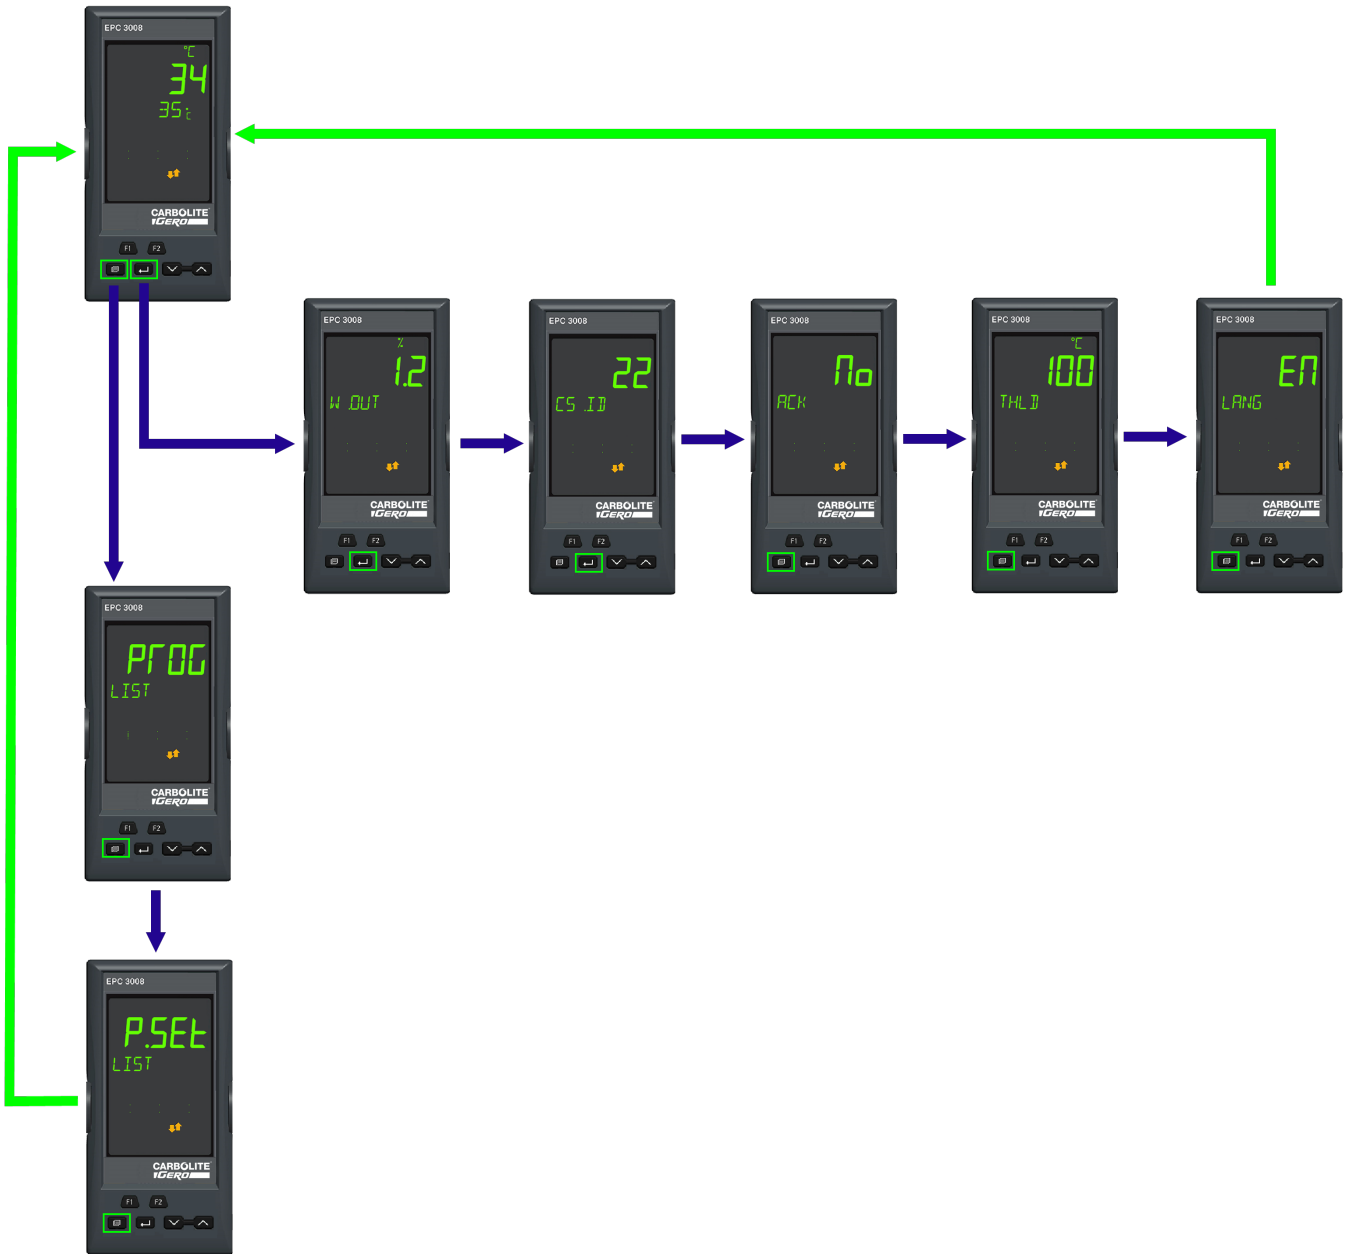 EPC 3008
°C
34
35°C
CARBOLITE
GERO
F1 F2
EPC 3008
%
1.2
W.OUT
CARBOLITE
GERO
F1 F2
EPC 3008
22
CS.ID
CARBOLITE
GERO
F1 F2
EPC 3008
no
ACK
CARBOLITE
GERO
F1 F2
EPC 3008
°C
100
THLD
CARBOLITE
GERO
F1 F2
EPC 3008
En
LANG
CARBOLITE
GERO
F1 F2
EPC 3008
ProG
LIST
CARBOLITE
GERO
F1 F2
EPC 3008
P.SEt
LIST
CARBOLITE
GERO
F1 F2